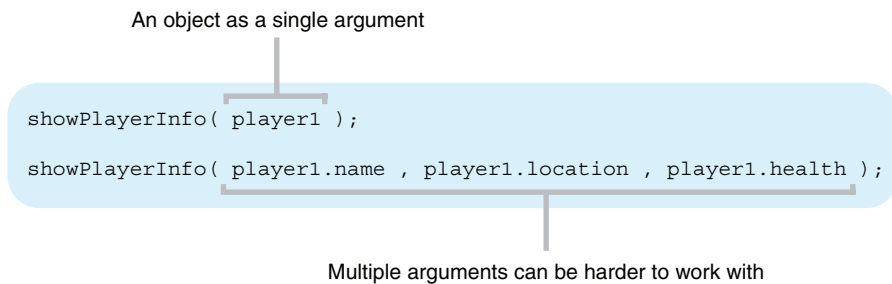 An object as a single argument
showPlayerInfo( player1 );
showPlayerInfo( player1.name , player1.location , player1.health );
Multiple arguments can be harder to work with